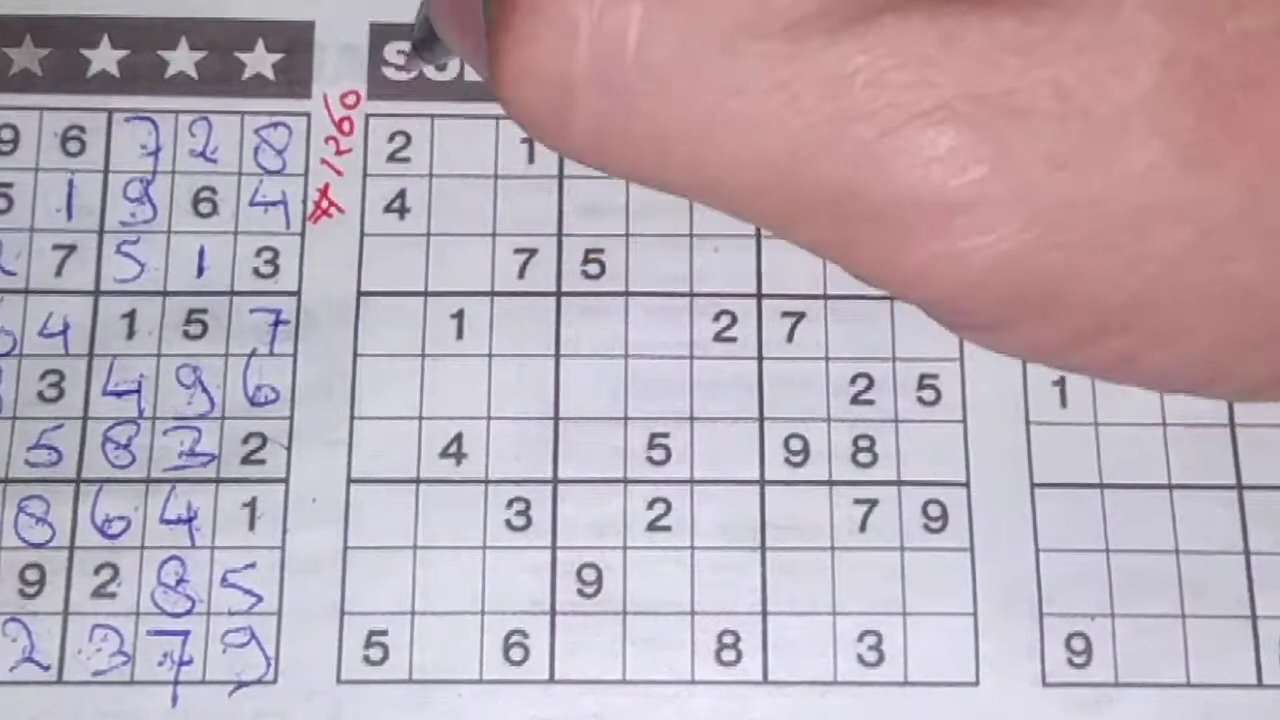 #1260
9 6 7 2 8
5 1 9 6 4
2 7 5 1 3
4 1 5 7
3 4 9 6
5 8 3 2
8 6 4 1
9 2 8 5
2 3 7 9
2 1
4
7 5
1 2 7
2 5
4 5 9 8
3 2 7 9
9
5 6 8 3
1
9